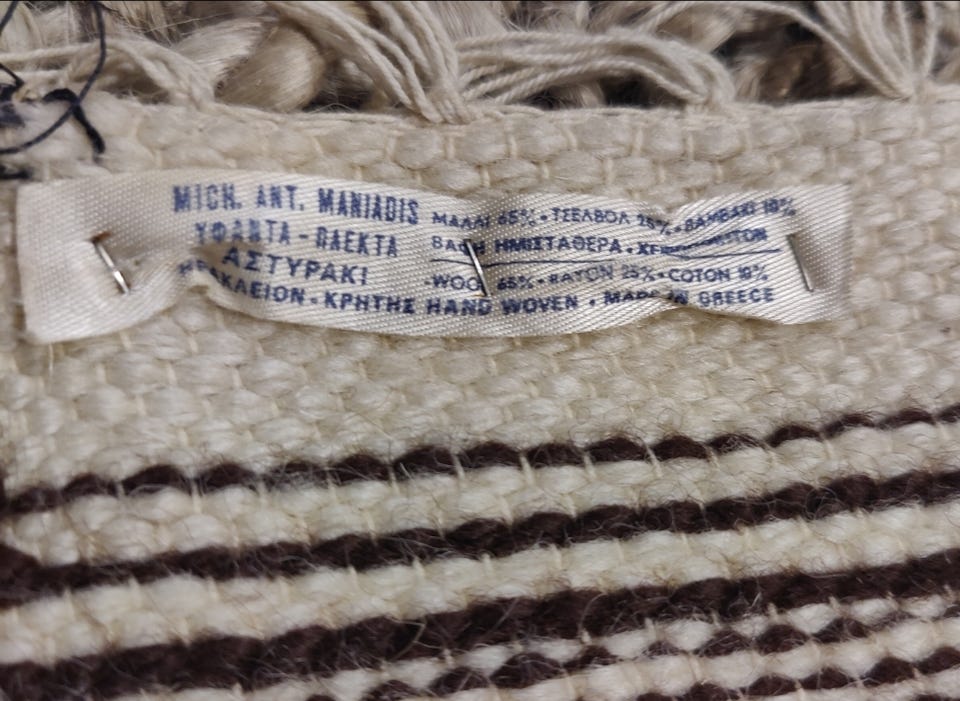 MICH. ANT. MANIADIS
ΥΦΑΝΤΑ - ΠΛΕΚΤΑ
ΑΣΤΥΡΑΚΙ
ΗΡΑΚΛΕΙΟΝ - ΚΡΗΤΗΣ
ΜΑΛΛΙ 65% • ΤΣΕΛΒΟΛ 25% • ΒΑΜΒΑΚΙ 10%
ΒΑΦΗ ΗΜΙΣΤΑΘΕΡΑ •
WOOL 65% • RAYON 25% • COTON 10%
HAND WOVEN • MADE IN GREECE